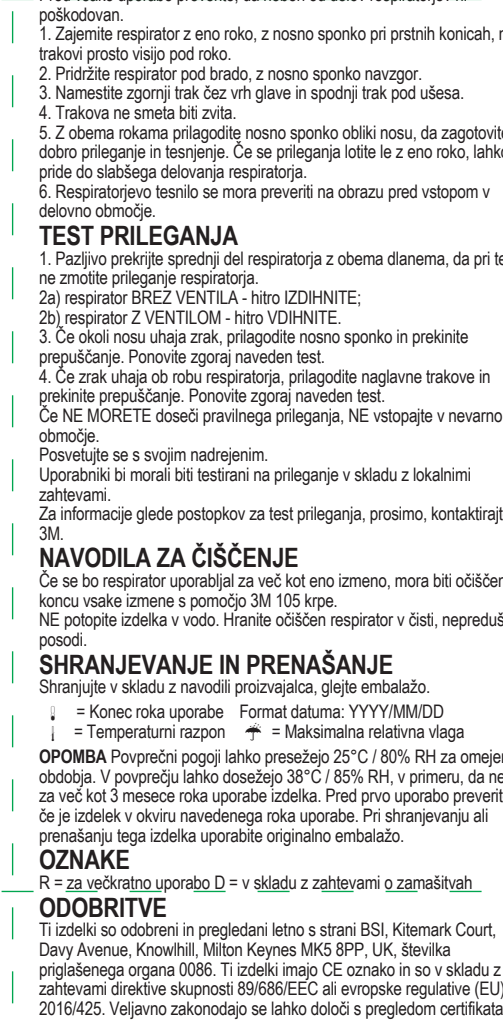 poškodovan.
1. Zajemite respirator z eno roko, z nosno sponko pri prstnih konicah,
trakovi prosto visijo pod roko.
2. Pridržite respirator pod brado, z nosno sponko navzgor.
3. Namestite zgornji trak čez vrh glave in spodnji trak pod ušesa.
4. Trakova ne smeta biti zvita.
5. Z obema rokama prilagodite nosno sponko obliki nosu, da zagotovite
dobro prileganje in tesnjenje. Če se prileganja lotite le z eno roko, lahko
pride do slabšega delovanja respiratorja.
6. Respiratorjevo tesnilo se mora preveriti na obrazu pred vstopom v
delovno območje.
TEST PRILEGANJA
1. Pazljivo prekrijte sprednji del respiratorja z obema dlanema, da pri te
ne zmotite prileganje respiratorja.
2a) respirator BREZ VENTILA - hitro IZDIHNITE;
2b) respirator Z VENTILOM - hitro VDIHNITE.
3. Če okoli nosu uhaja zrak, prilagodite nosno sponko in prekinite
prepuščanje. Ponovite zgoraj naveden test.
4. Če zrak uhaja ob robu respiratorja, prilagodite naglavne trakove in
prekinite prepuščanje. Ponovite zgoraj naveden test.
Če NE MORETE doseči pravilnega prileganja, NE vstopajte v nevarno
območje.
Posvetujte se s svojim nadrejenim.
Uporabniki bi morali biti testirani na prileganje v skladu z lokalnimi
zahtevami.
Za informacije glede postopkov za test prileganja, prosimo, kontaktirajt
3M.
NAVODILA ZA ČIŠČENJE
Če se bo respirator uporabljal za več kot eno izmeno, mora biti očiščen
koncu vsake izmene s pomočjo 3M 105 krpe.
NE potopite izdelka v vodo. Hranite očiščen respirator v čisti, nepreduš
posodi.
SHRANJEVANJE IN PRENAŠANJE
Shranjujte v skladu z navodili proizvajalca, glejte embalažo.
= Konec roka uporabe Format datuma: YYYY/MM/DD
= Temperaturni razpon = Maksimalna relativna vlaga
OPOMBA Povprečni pogoji lahko presežejo 25°C / 80% RH za omejen
obdobja. V povprečju lahko dosežejo 38°C / 85% RH, v primeru, da ne
za več kot 3 mesece roka uporabe izdelka. Pred prvo uporabo preverit
če je izdelek v okviru navedenega roka uporabe. Pri shranjevanju ali
prenašanju tega izdelka uporabite originalno embalažo.
OZNAKE
R = za večkratno uporabo D = v skladu z zahtevami o zamašitvah
ODOBRITVE
Ti izdelki so odobreni in pregledani letno s strani BSI, Kitemark Court,
Davy Avenue, Knowlhill, Milton Keynes MK5 8PP, UK, številka
priglašenega organa 0086. Ti izdelki imajo CE oznako in so v skladu z
zahtevami direktive skupnosti 89/686/EEC ali evropske regulative (EU)
2016/425. Veljavno zakonodajo se lahko določi s pregledom certifikata